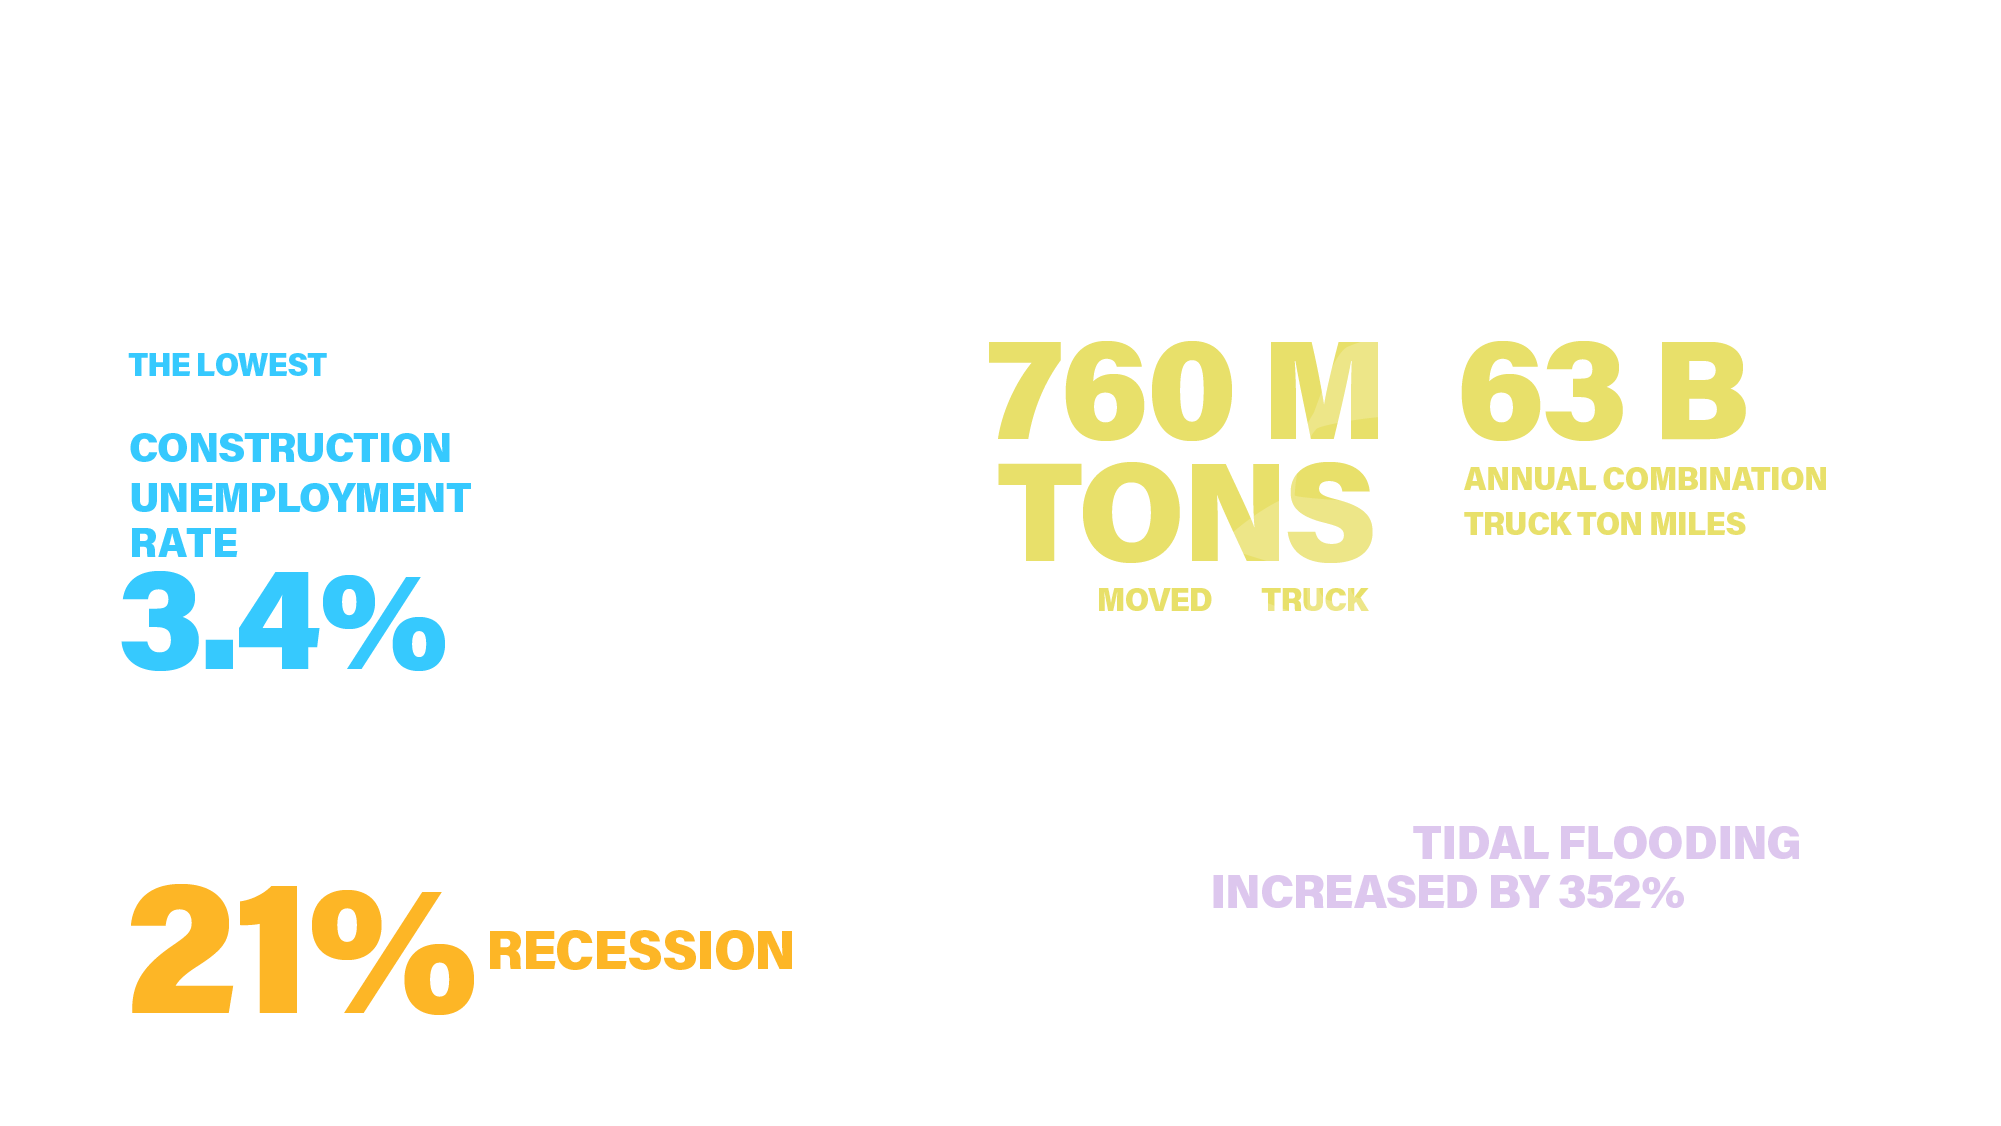 THE LOWEST
CONSTRUCTION
UNEMPLOYMENT
RATE
3.4%
760 M
TONS
MOVED TRUCK
63 B
ANNUAL COMBINATION
TRUCK TON MILES
21% RECESSION
TIDAL FLOODING
INCREASED BY 352%